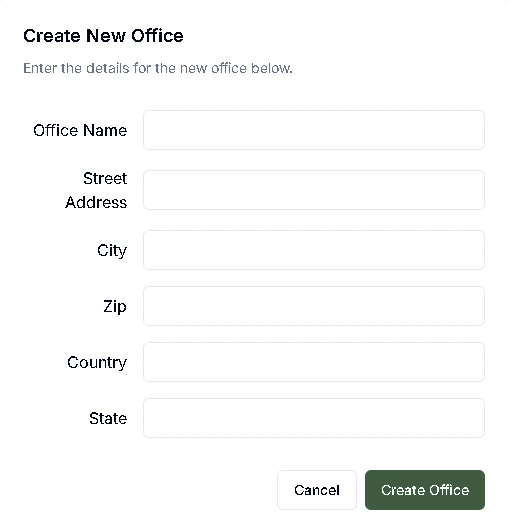 Create New Office
Enter the details for the new office below.
Office Name
Street
Address
City
Zip
Country
State
Cancel
Create Office